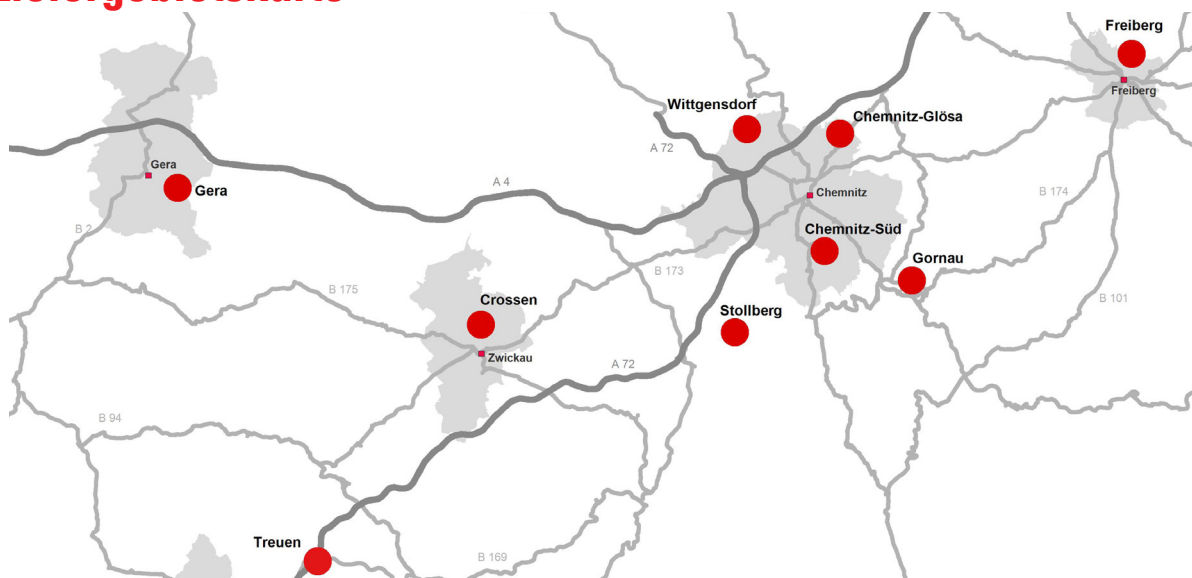 Liefergebietskarte
Freiberg
Freiberg
Wittgensdorf
Chemnitz-Glösa
A 72
Gera
Gera
A 4
Chemnitz
B 174
B 2
Chemnitz-Süd
B 173
Gornau
B 175
Crossen
Stollberg
B 101
Zwickau
A 72
B 94
Treuen
B 169